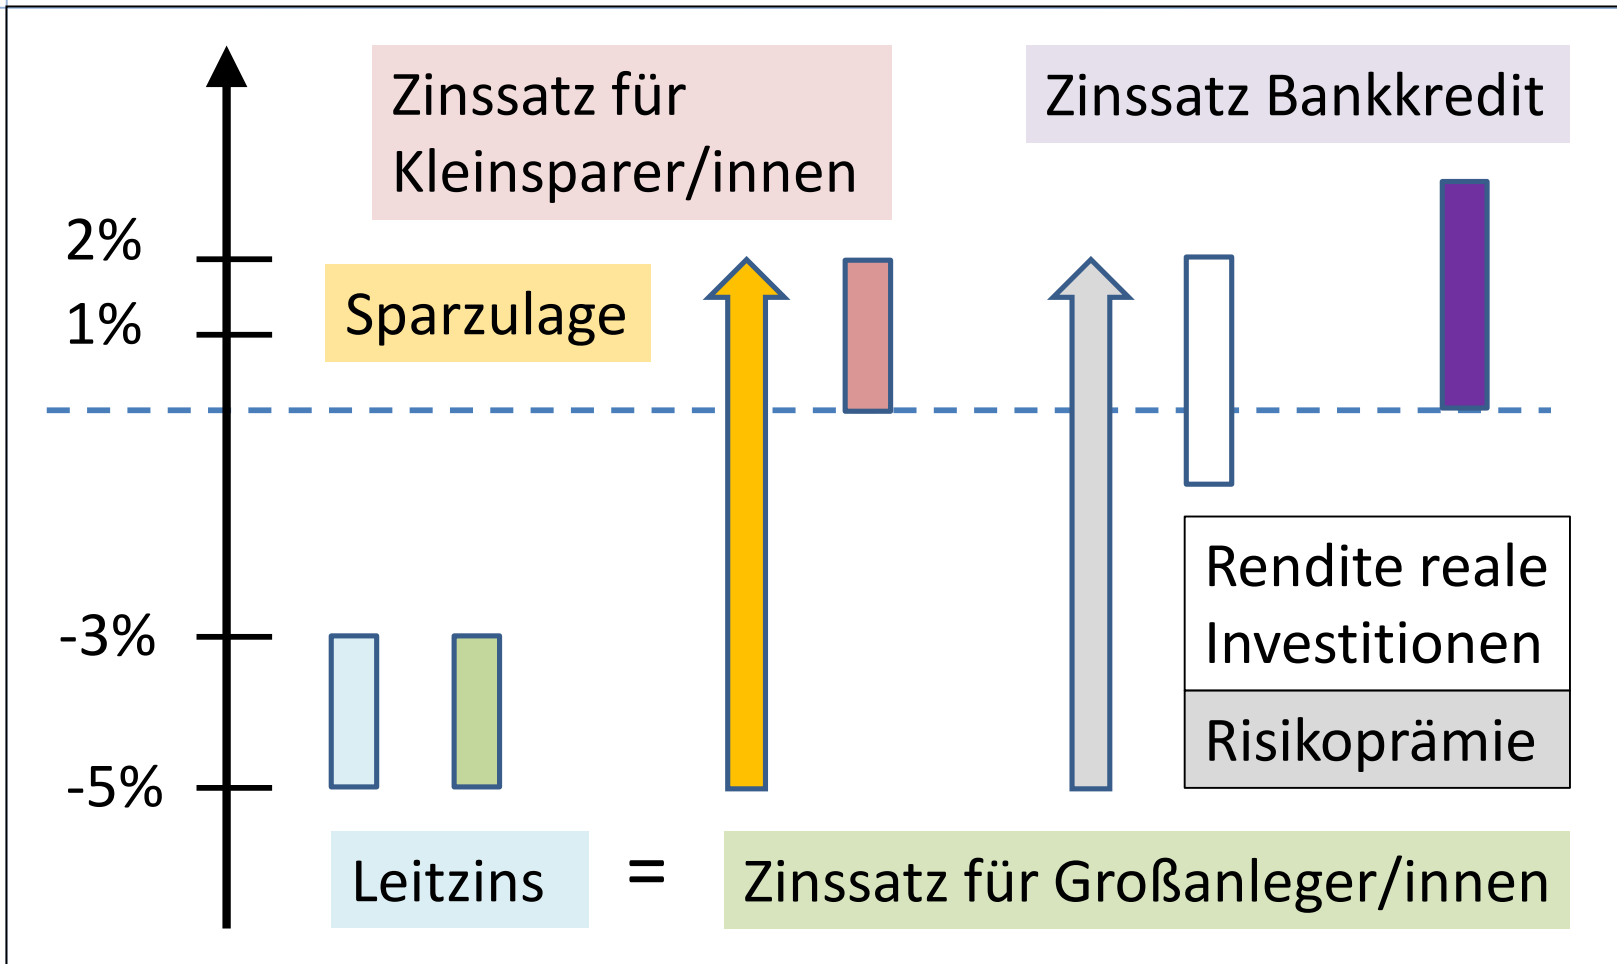 Zinssatz für
Kleinsparer/innen
Zinssatz Bankkredit
2%
Sparzulage
1%
-3%
Rendite reale
Investitionen
Risikoprämie
-5%
Leitzins = Zinssatz für Großanleger/innen